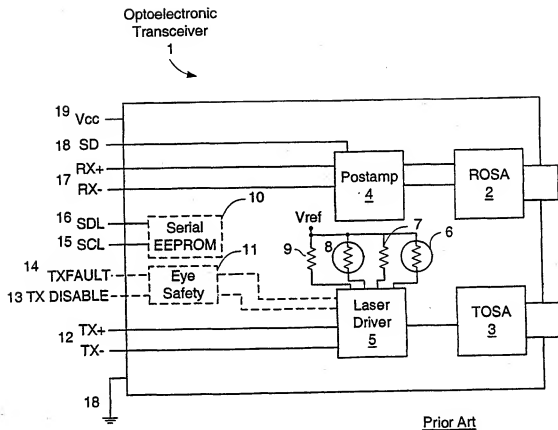 Optoelectronic
Transceiver
1
19 Vcc
18 SD
RX+
17
RX-
10
16 SDL
15 SCL
Serial
EEPROM
11
14
TXFAULT
13 TX DISABLE
Eye
Safety
12 TX+
TX-
18
Postamp
4
ROSA
2
Vref
9
8
7
6
Laser
Driver
5
TOSA
3
Prior Art